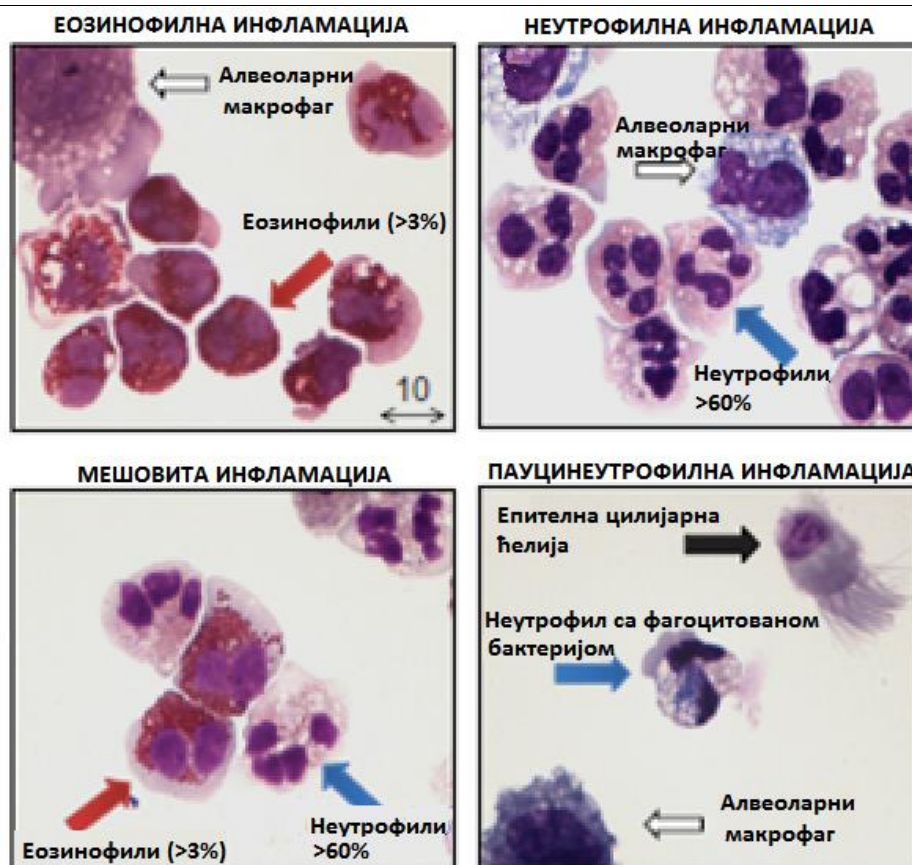 ЕОЗИНОФИЛНА ИНФЛАМАЦИЈА
Алвеоларни
макрофаг
Еозинофили (>3%)
10
НЕУТРОФИЛНА ИНФЛАМАЦИЈА
Алвеоларни
макрофаг
Неутрофили
>60%
МЕШОВИТА ИНФЛАМАЦИЈА
Еозинофили (>3%)
Неутрофили
>60%
ПАУЦИНЕУТРОФИЛНА ИНФЛАМАЦИЈА
Епителна цилијарна
ћелија
Неутрофил са фагоцитованом
бактеријом
Алвеоларни
макрофаг